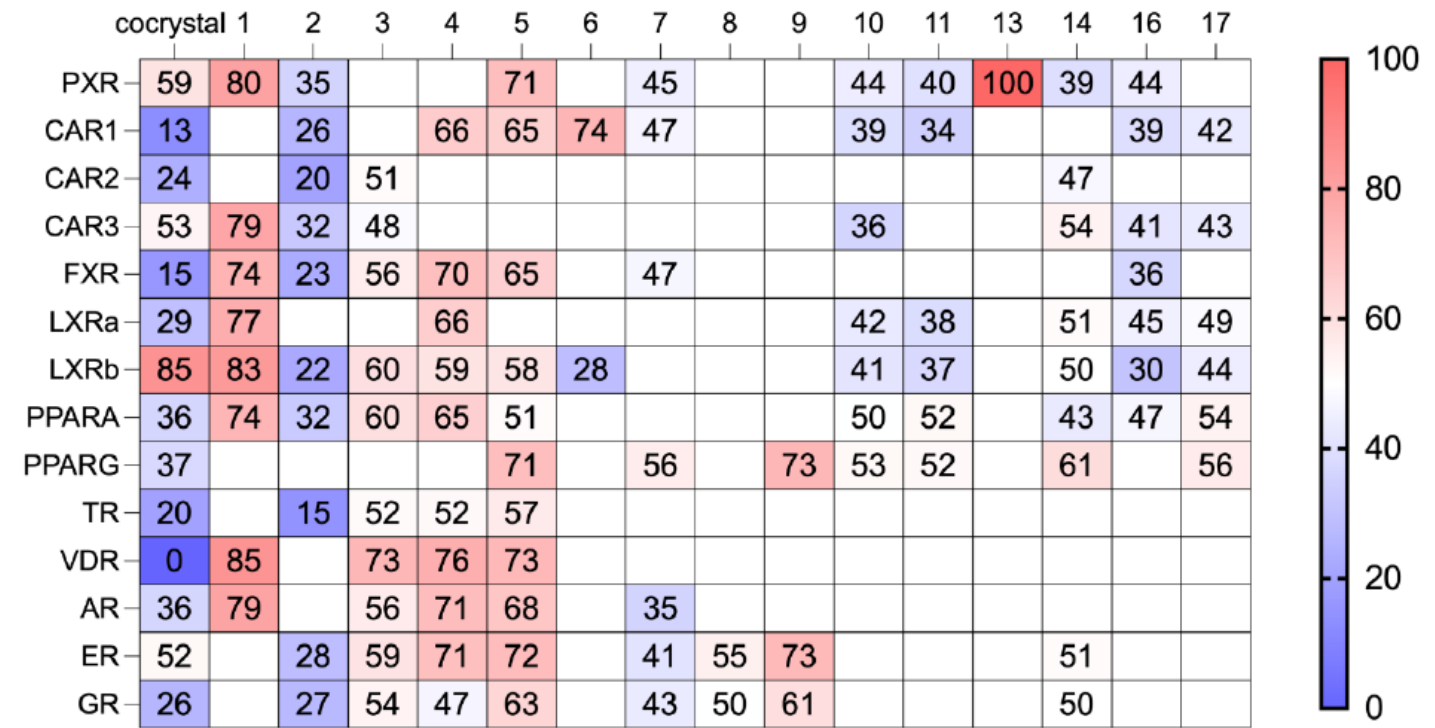 cocrystal 1 2 3 4 5 6 7 8 9 10 11 13 14 16 17
100
PXR 59 80 35 71 45 44 40 100 39 44
CAR1 13 26 66 65 74 47 39 34 39 42
CAR2 24 20 51 47
80
CAR3 53 79 32 48 36 54 41 43
FXR 15 74 23 56 70 65 47 36
LXRa 29 77 66 42 38 51 45 49
60
LXRb 85 83 22 60 59 58 28 41 37 50 30 44
PPARA 36 74 32 60 65 51 50 52 43 47 54
40
PPARG 37 71 56 73 53 52 61 56
TR 20 15 52 52 57
VDR 0 85 73 76 73
20
AR 36 79 56 71 68 35
ER 52 28 59 71 72 41 55 73 51
GR 26 27 54 47 63 43 50 61 50
0